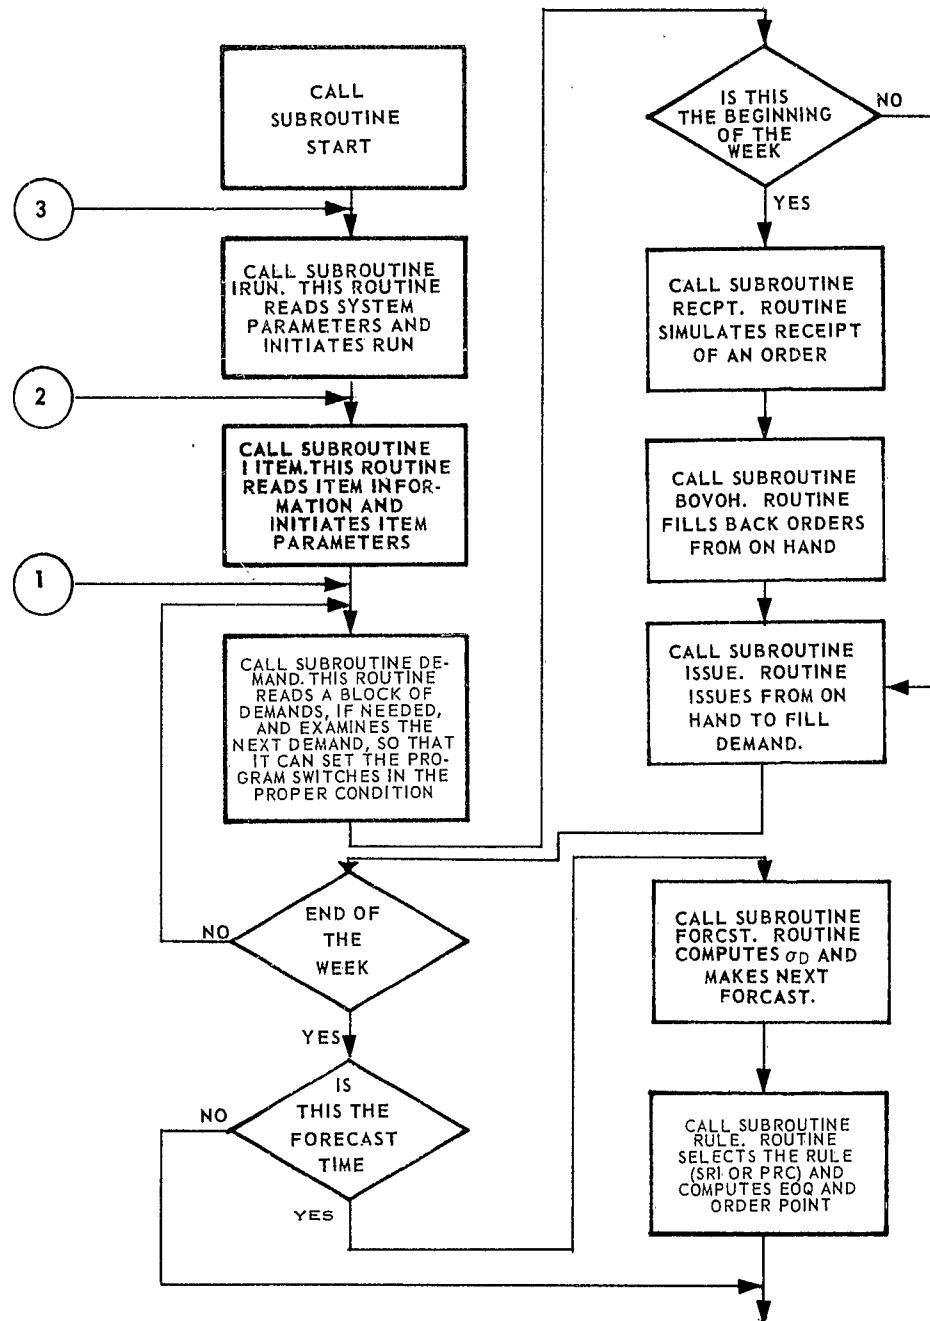 CALL
SUBROUTINE
START
3
CALL SUBROUTINE
IRUN. THIS ROUTINE
READS SYSTEM
PARAMETERS AND
INITIATES RUN
2
CALL SUBROUTINE
I ITEM. THIS ROUTINE
READS ITEM INFOR-
MATION AND
INITIATES ITEM
PARAMETERS
1
CALL SUBROUTINE DE-
MAND. THIS ROUTINE
READS A BLOCK OF
DEMANDS, IF NEEDED,
AND EXAMINES THE
NEXT DEMAND, SO THAT
IT CAN SET THE PRO-
GRAM SWITCHES IN THE
PROPER CONDITION
END OF
THE
WEEK
NO
YES
IS
THIS THE
FORECAST
TIME
NO
YES
IS THIS
THE BEGINNING
OF THE
WEEK
NO
YES
CALL SUBROUTINE
RECPT. ROUTINE
SIMULATES RECEIPT
OF AN ORDER
CALL SUBROUTINE
BOVOH. ROUTINE
FILLS BACK ORDERS
FROM ON HAND
CALL SUBROUTINE
ISSUE. ROUTINE
ISSUES FROM ON
HAND TO FILL
DEMAND.
CALL SUBROUTINE
FORCST. ROUTINE
COMPUTES σD AND
MAKES NEXT
FORCAST.
CALL SUBROUTINE
RULE. ROUTINE
SELECTS THE RULE
(SRI OR PRC) AND
COMPUTES EOQ AND
ORDER POINT